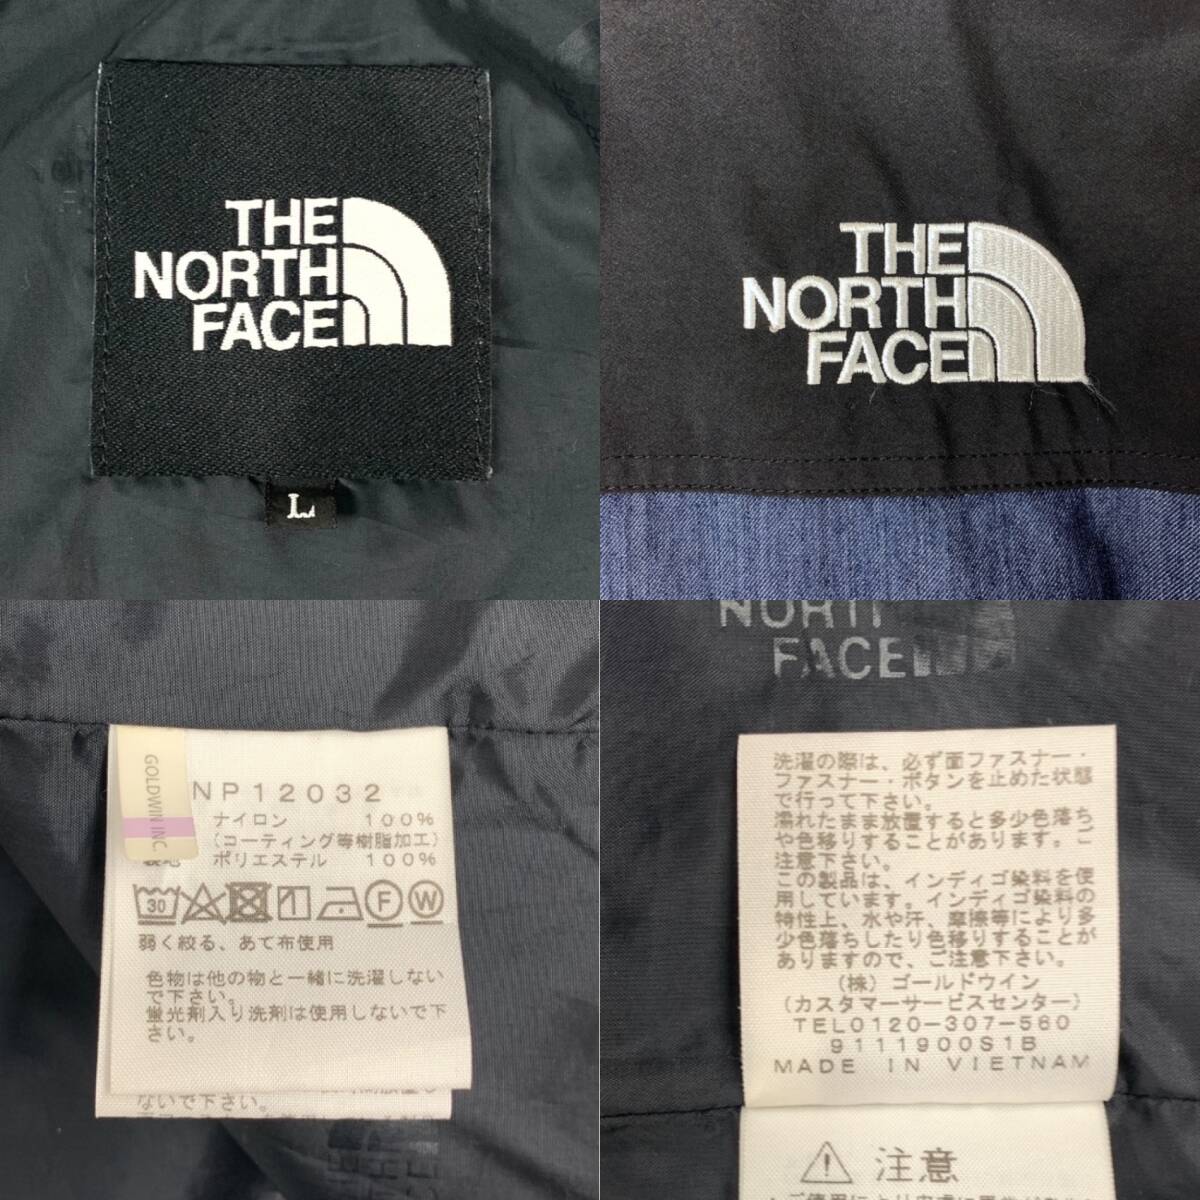 THE
NORTH
FACE
L
THE
NORTH
FACE
GOLDWIN INC
NP12032
ナイロン 100%
(コーティング等樹脂加工)
ポリエステル 100%
30
F
W
弱く絞る、あて布使用
色物は他の物と一緒に洗濯しない
で下さい。
蛍光剤入り洗剤は使用しないで下
さい。
ないで下さい。
NORTH
FACE
洗濯の際は、必ず面ファスナー・
ファスナー・ボタンを止めた状態
で行って下さい。
濡れたまま放置すると多少色落ち
や色移りすることがあります。ご
注意下さい。
この製品は、インディゴ染料を使
用しています。インディゴ染料の
特性上、水や汗、摩擦等により多
少色落ちしたり色移りすることが
ありますので、ご注意下さい。
(株) ゴールドウイン
(カスタマーサービスセンター)
TEL0120-307-560
9111900S1B
MADE IN VIETNAM
注意